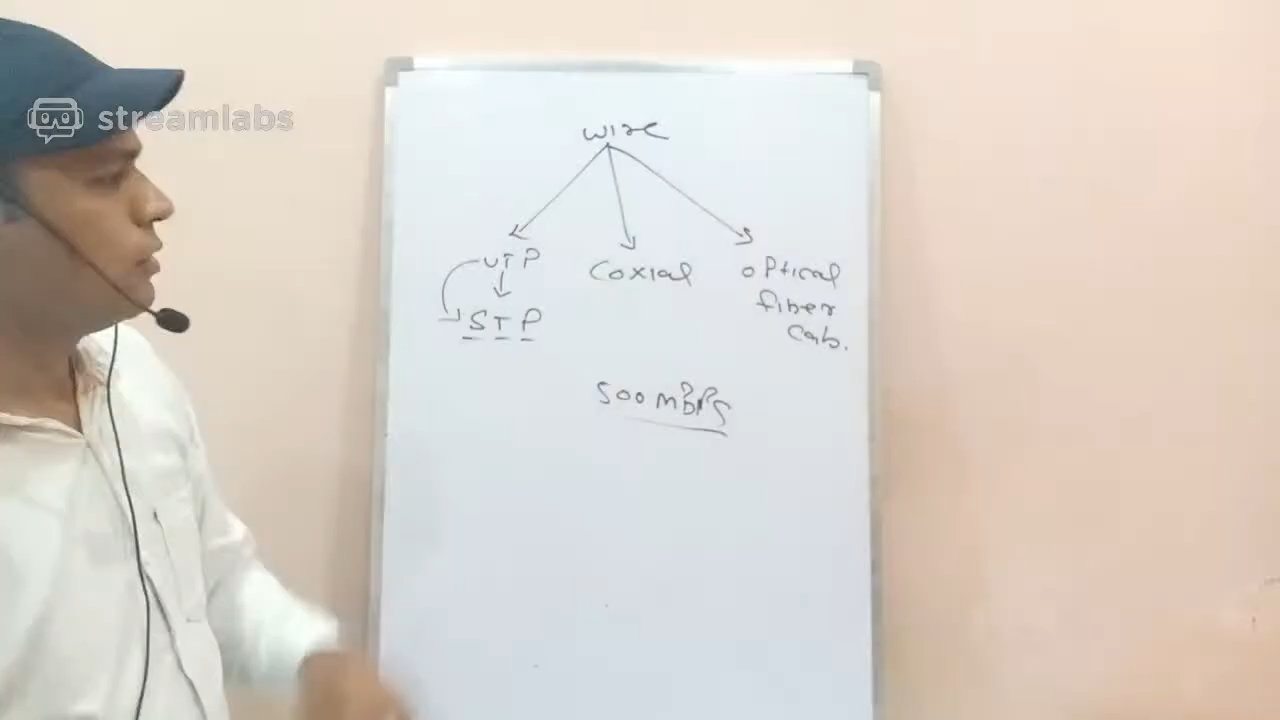 streamlabs
wire
UTP
STP
Coxial
optical
fiber
Cab.
500 MBPS